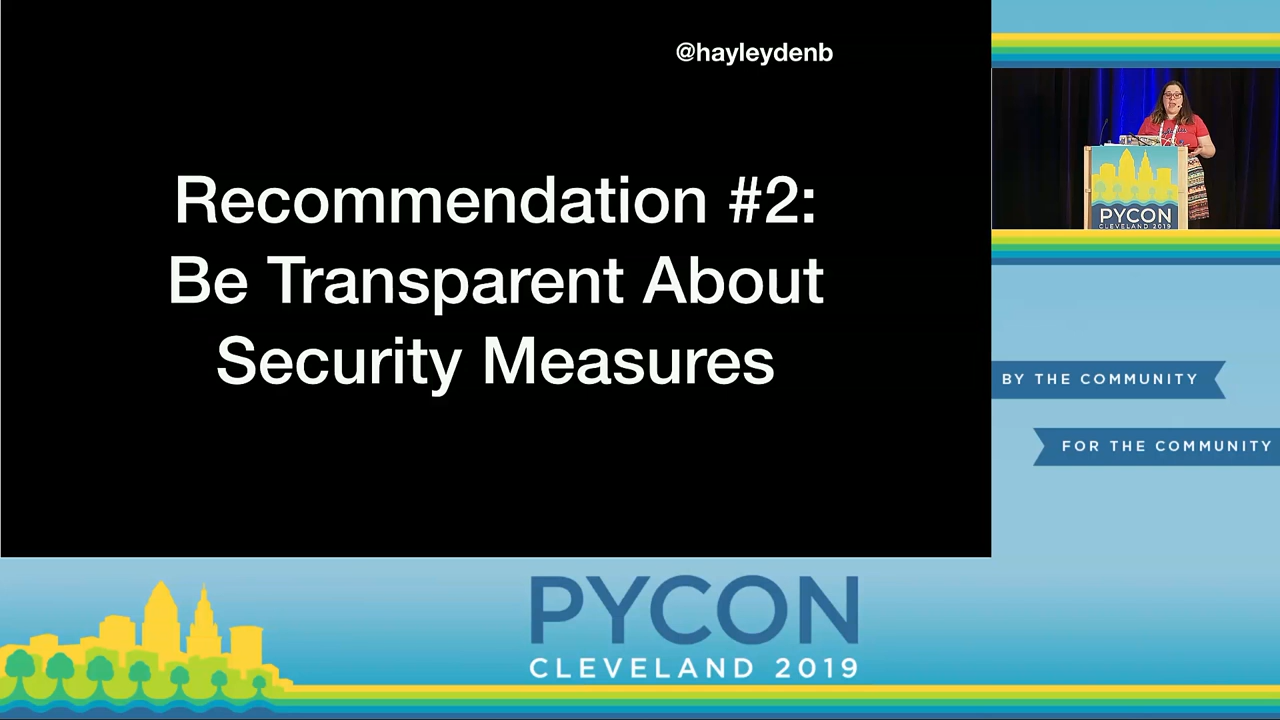 @hayleydenb
Recommendation #2:
Be Transparent About
Security Measures
PYCON
CLEVELAND 2019
BY THE COMMUNITY
FOR THE COMMUNITY
PYCON
CLEVELAND 2019